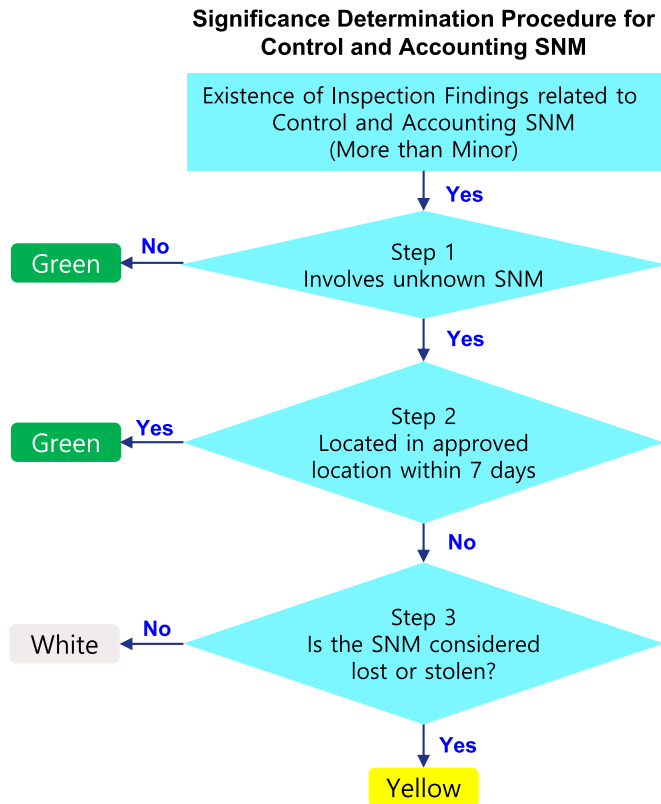 Significance Determination Procedure for
Control and Accounting SNM
Existence of Inspection Findings related to
Control and Accounting SNM
(More than Minor)
Yes
No
Green
Step 1
Involves unknown SNM
Yes
Yes
Green
Step 2
Located in approved
location within 7 days
No
No
White
Step 3
Is the SNM considered
lost or stolen?
Yes
Yellow